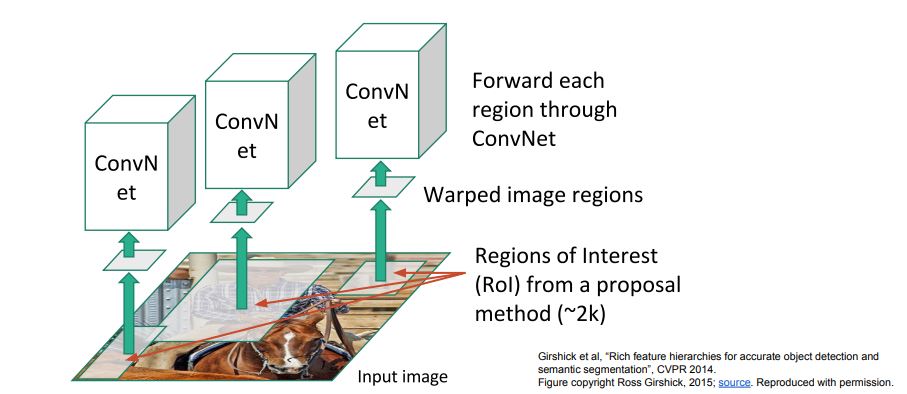 ConvN
et
ConvN
et
ConvN
et
Forward each
region through
ConvNet
Warped image regions
Regions of Interest
(RoI) from a proposal
method (~2k)
Input image
Girshick et al, “Rich feature hierarchies for accurate object detection and
semantic segmentation”, CVPR 2014.
Figure copyright Ross Girshick, 2015; source. Reproduced with permission.